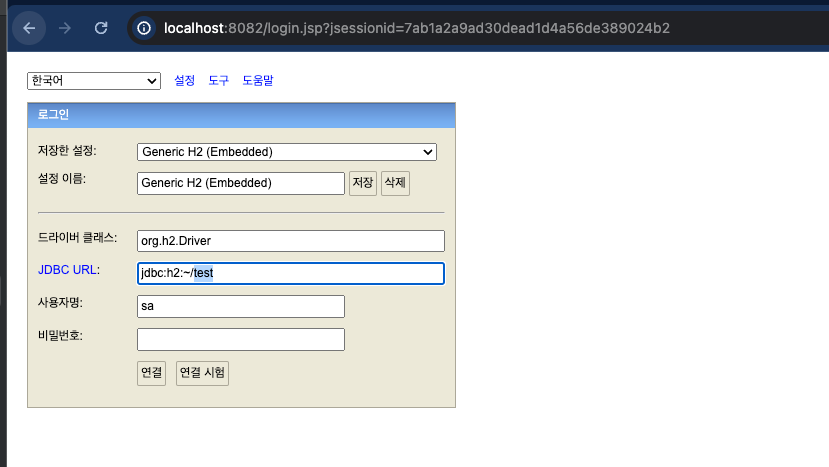 localhost:8082/login.jsp?jsessionid=7ab1a2a9ad30dead1d4a56de389024b2
한국어 설정 도구 도움말
로그인
저장한 설정: Generic H2 (Embedded)
설정 이름: Generic H2 (Embedded) 저장 삭제
드라이버 클래스: org.h2.Driver
JDBC URL: jdbc:h2:~/test
사용자명: sa
비밀번호:
연결 연결 시험